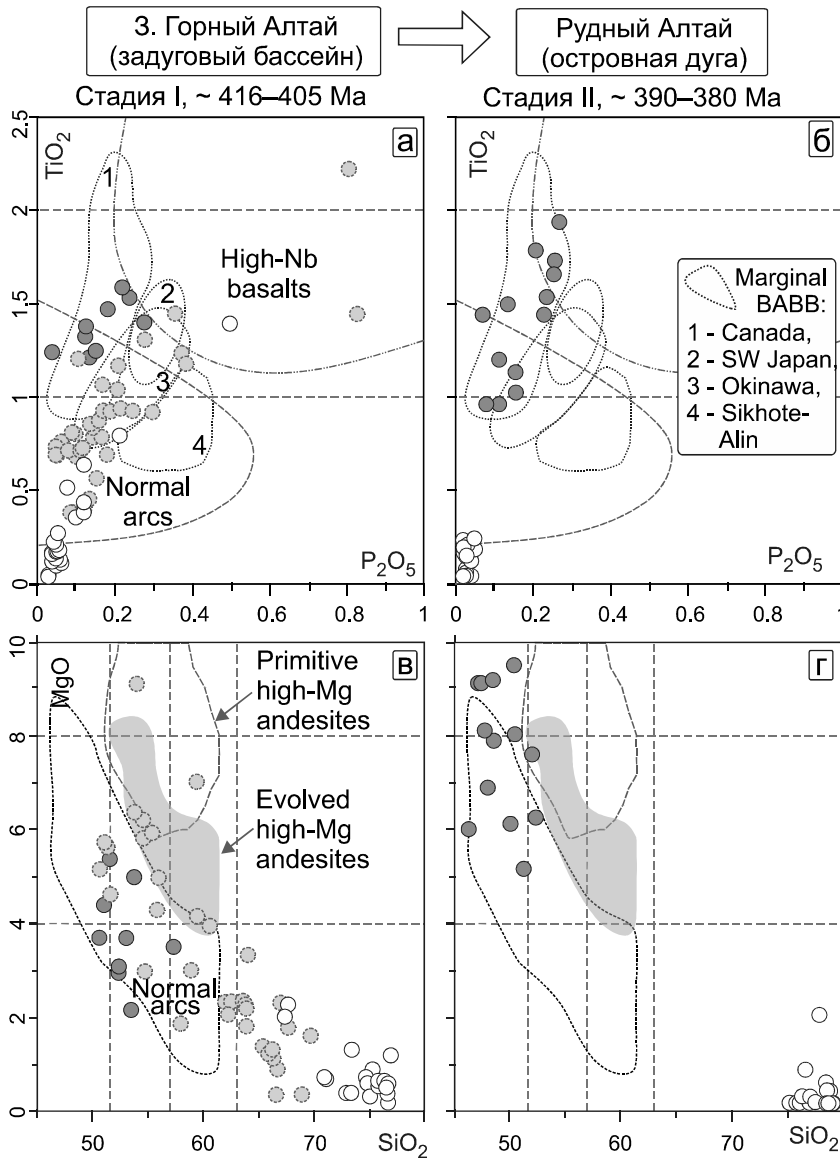 З. Горный Алтай
(задуговый бассейн)
Рудный Алтай
(островная дуга)
Стадия I, ~ 416–405 Ma
Стадия II, ~ 390–380 Ma
2.5
2
1.5
1
0.5
0
TiO2
а
1
2
3
4
High-Nb
basalts
Normal
arcs
P2O5
0
0.2
0.4
0.6
0.8
1
TiO2
б
Marginal
BABB:
1 - Canada,
2 - SW Japan,
3 - Okinawa,
4 - Sikhote-
Alin
P2O5
0
0.2
0.4
0.6
0.8
1
10
8
6
4
2
0
MgO
в
Primitive
high-Mg
andesites
Evolved
high-Mg
andesites
Normal
arcs
50
60
70
SiO2
г
50
60
70
SiO2